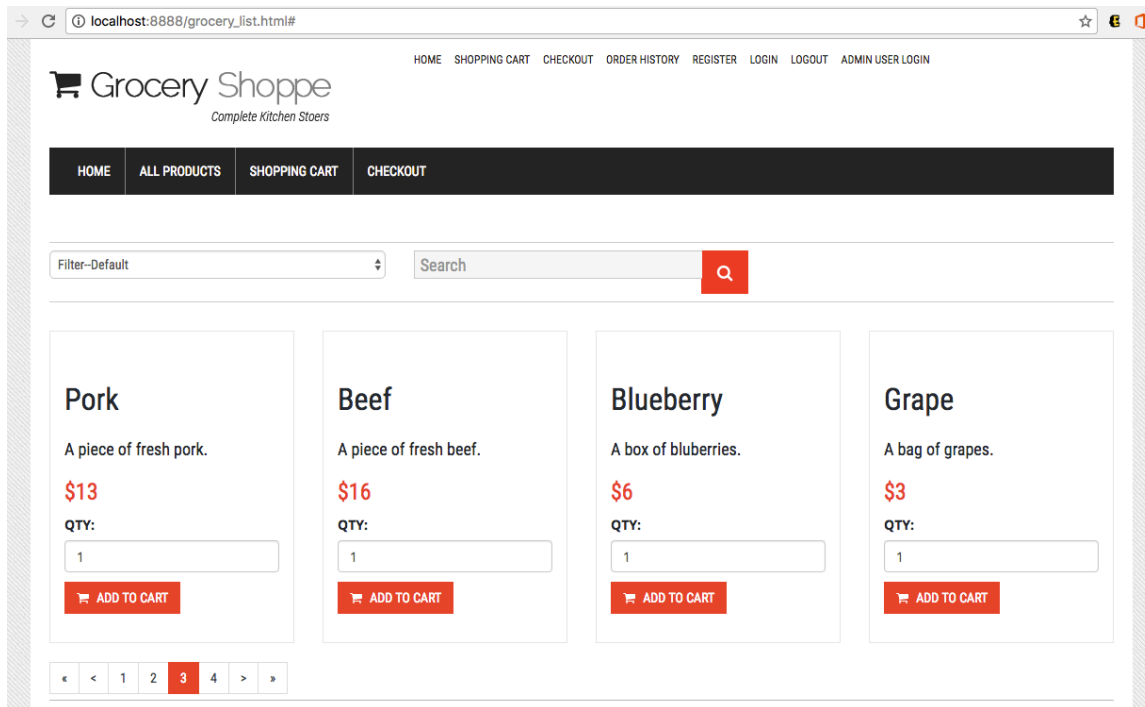 localhost:8888/grocery_list.html#
HOME SHOPPING CART CHECKOUT ORDER HISTORY REGISTER LOGIN LOGOUT ADMIN USER LOGIN
Grocery Shoppe
Complete Kitchen Stoers
HOME ALL PRODUCTS SHOPPING CART CHECKOUT
Filter--Default Search
Pork Beef Blueberry Grape
A piece of fresh pork. A piece of fresh beef. A box of bluberries. A bag of grapes.
$13 $16 $6 $3
QTY: QTY: QTY: QTY:
1 1 1 1
ADD TO CART ADD TO CART ADD TO CART ADD TO CART
« < 1 2 3 4 > »